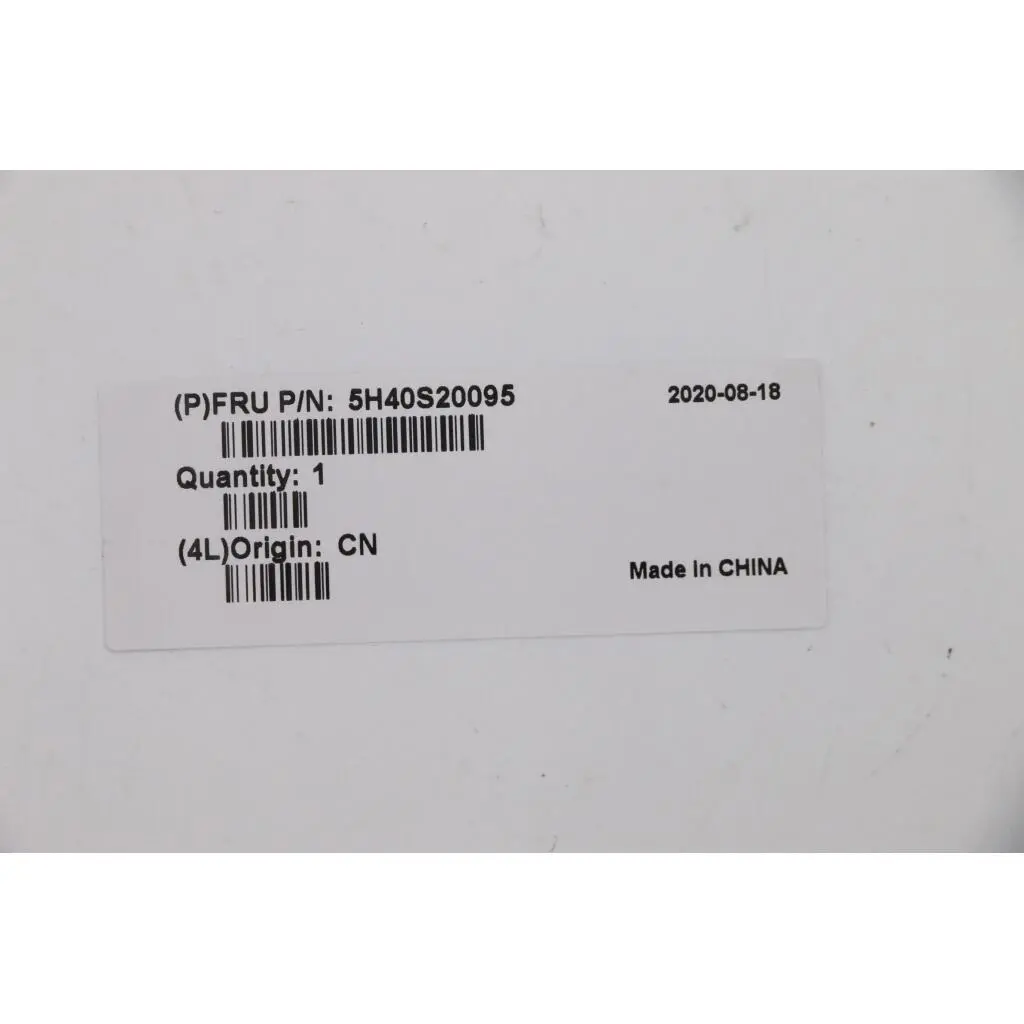 (P)FRU P/N: 5H40S20095
2020-08-18
Quantity: 1
(4L)Origin: CN
Made In CHINA